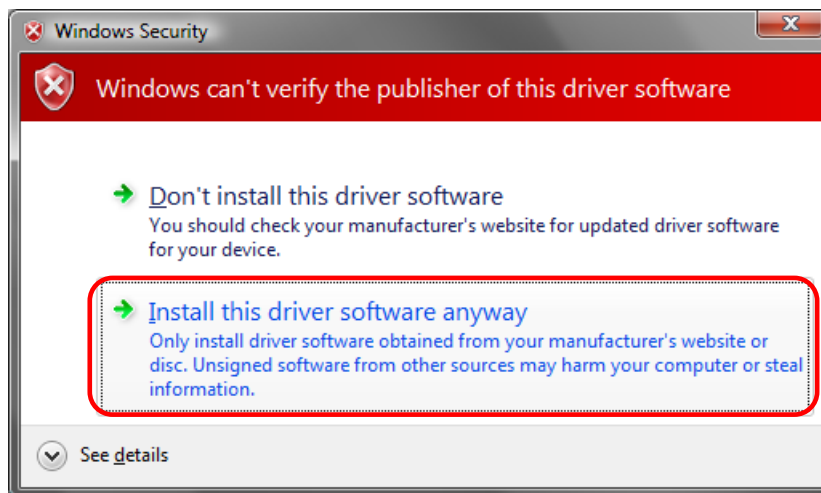 Windows Security
Windows can't verify the publisher of this driver software
Don't install this driver software
You should check your manufacturer's website for updated driver software
for your device.
Install this driver software anyway
Only install driver software obtained from your manufacturer's website or
disc. Unsigned software from other sources may harm your computer or steal
information.
See details